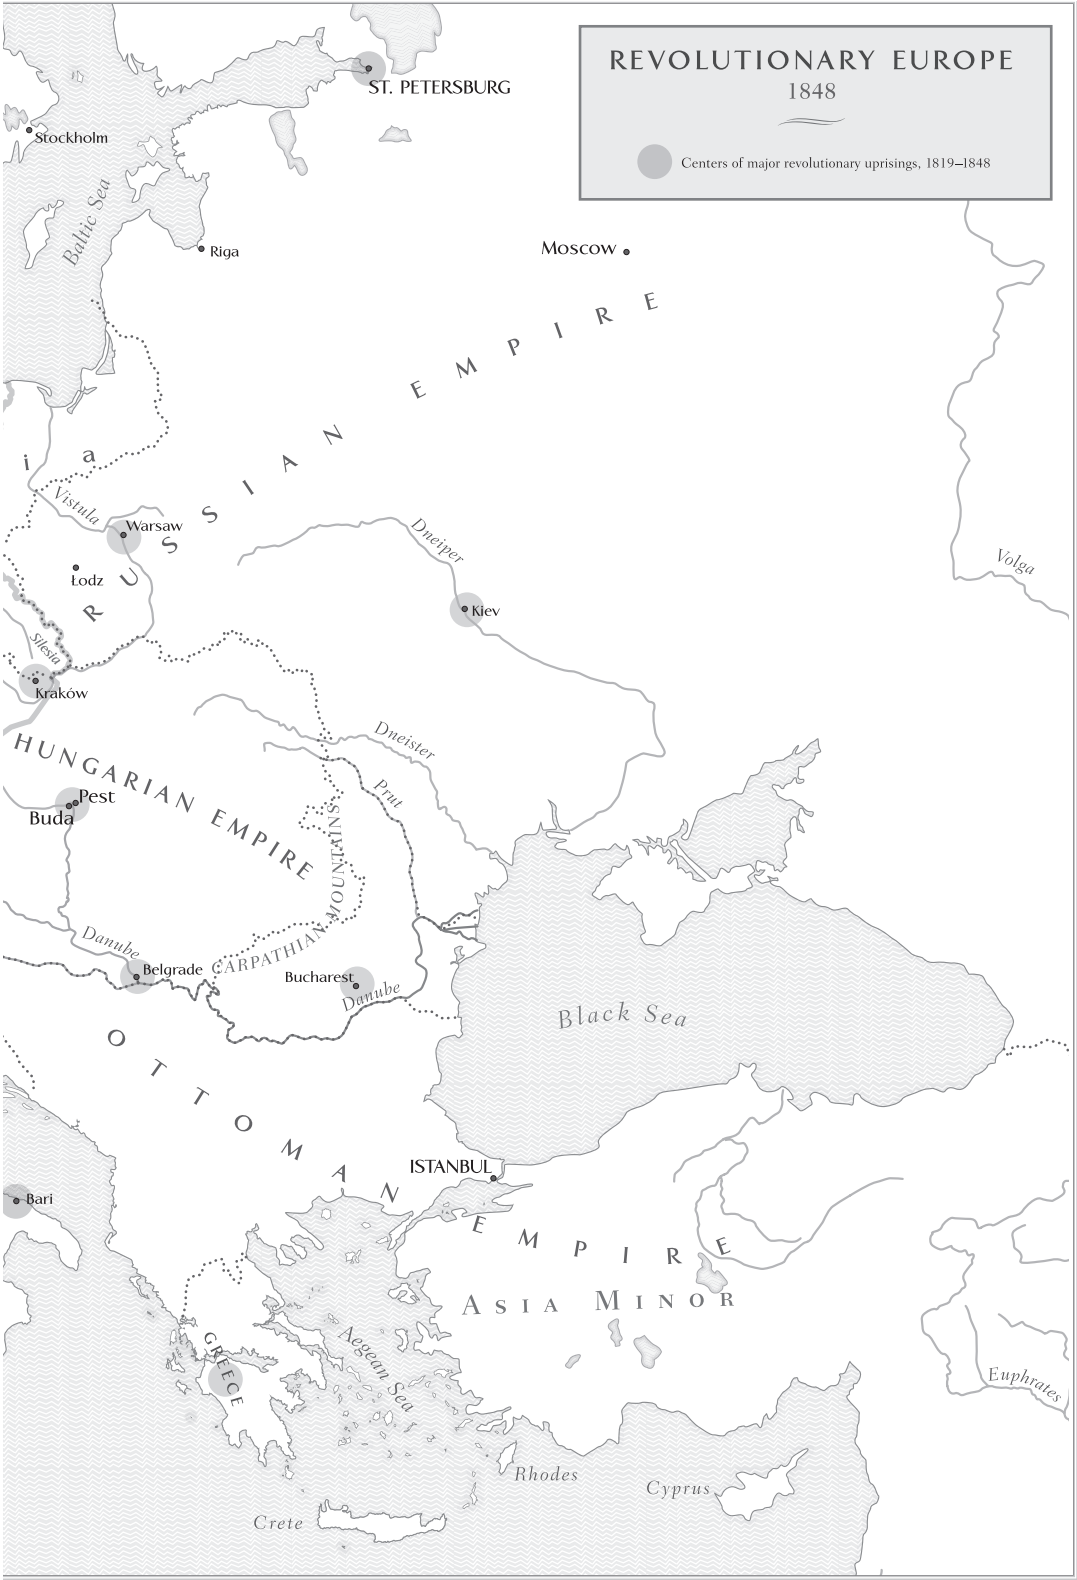 REVOLUTIONARY EUROPE
1848
Centers of major revolutionary uprisings, 1819–1848
ST. PETERSBURG
Stockholm
Baltic Sea
Riga
Moscow
RUSSIAN EMPIRE
i a
Vistula
Warsaw
Łodz
Dneiper
Kiev
Volga
Silesia
Kraków
HUNGARIAN EMPIRE
Dneister
Prut
Pest
Buda
CARPATHIAN MOUNTAINS
Danube
Belgrade
Bucharest
Danube
Black Sea
OTTOMAN EMPIRE
ISTANBUL
Bari
ASIA MINOR
GREECE
Aegean Sea
Euphrates
Rhodes
Cyprus
Crete